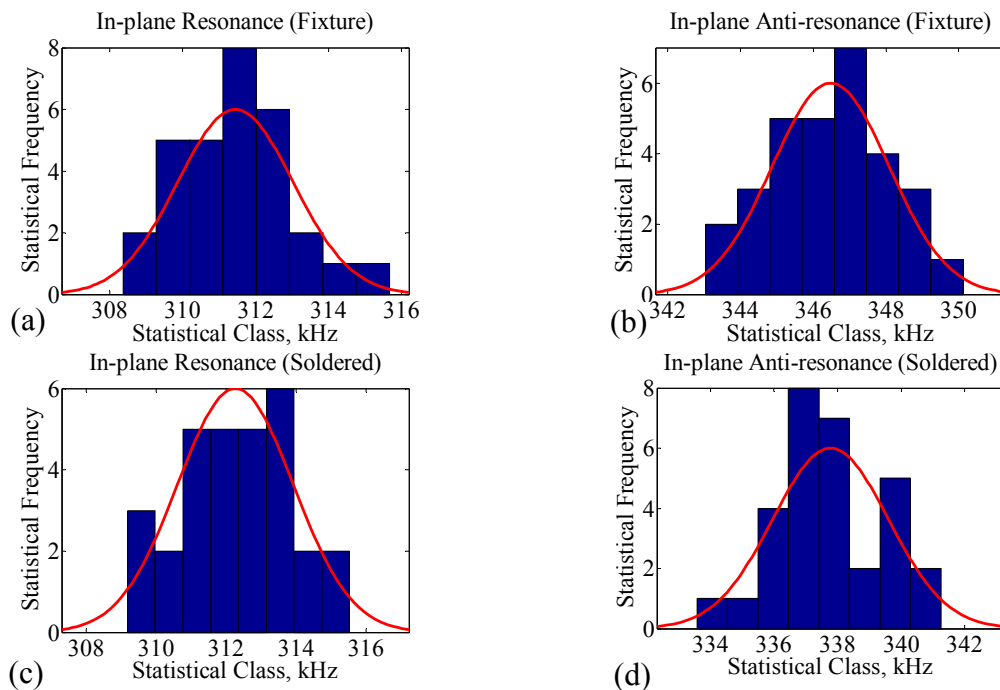 In-plane Resonance (Fixture)
8
6
4
2
0
Statistical Frequency
308 310 312 314 316
Statistical Class, kHz
(a)
In-plane Anti-resonance (Fixture)
6
4
2
0
Statistical Frequency
342 344 346 348 350
Statistical Class, kHz
(b)
In-plane Resonance (Soldered)
6
4
2
0
Statistical Frequency
308 310 312 314 316
Statistical Class, kHz
(c)
In-plane Anti-resonance (Soldered)
8
6
4
2
0
Statistical Frequency
334 336 338 340 342
Statistical Class, kHz
(d)